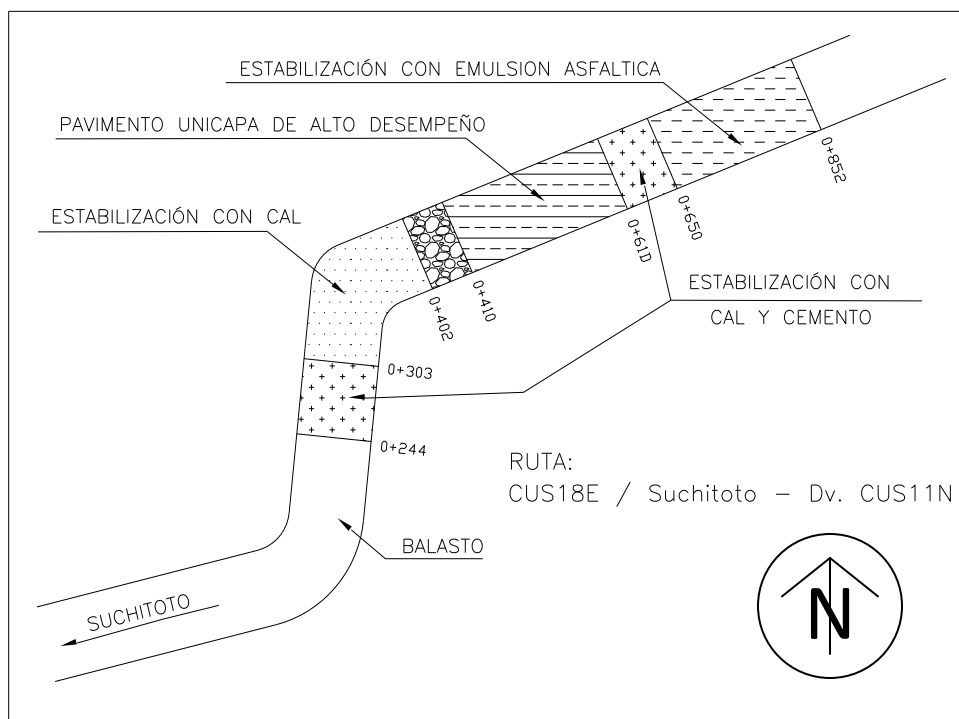 ESTABILIZACIÓN CON EMULSION ASFALTICA
PAVIMENTO UNICAPA DE ALTO DESEMPEÑO
ESTABILIZACIÓN CON CAL
0+852
0+650
0+61D
0+410
0+402
ESTABILIZACIÓN CON
CAL Y CEMENTO
0+303
0+244
RUTA:
CUS18E / Suchitoto - Dv. CUS11N
BALASTO
SUCHITOTO
N